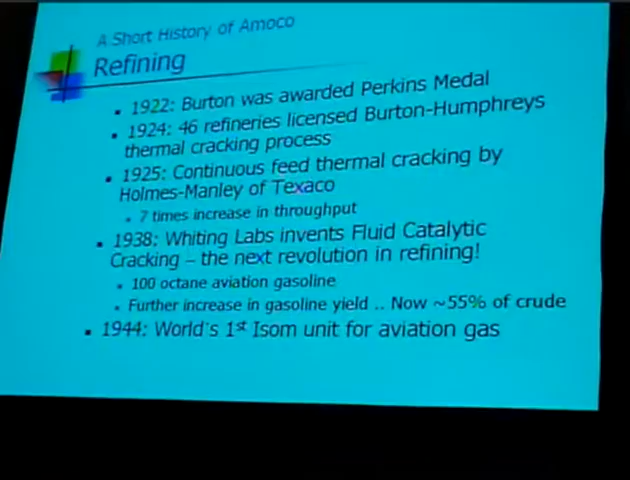 A Short History of Amoco
Refining
▪ 1922: Burton was awarded Perkins Medal
▪ 1924: 46 refineries licensed Burton-Humphreys
thermal cracking process
▪ 1925: Continuous feed thermal cracking by
Holmes-Manley of Texaco
▪ 7 times increase in throughput
▪ 1938: Whiting Labs invents Fluid Catalytic
Cracking – the next revolution in refining!
▪ 100 octane aviation gasoline
▪ Further increase in gasoline yield .. Now ~55% of crude
▪ 1944: World's 1st Isom unit for aviation gas